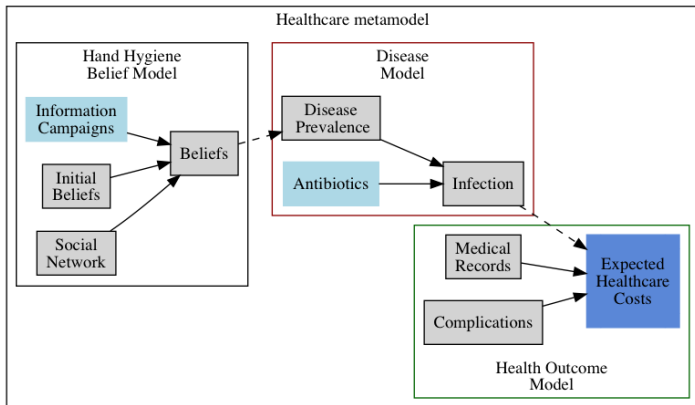 Healthcare metamodel
Hand Hygiene
Belief Model
Information
Campaigns
Initial
Beliefs
Social
Network
Beliefs
Disease
Model
Disease
Prevalence
Antibiotics
Infection
Medical
Records
Complications
Expected
Healthcare
Costs
Health Outcome
Model